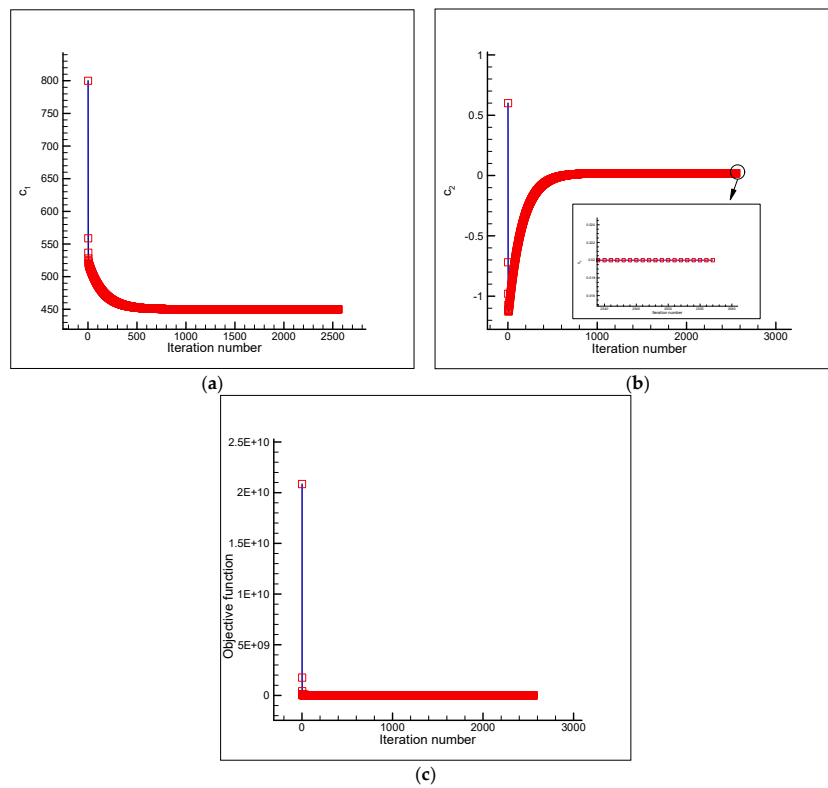 800
750
700
650
600
550
500
450
c1
0 500 1000 1500 2000 2500
Iteration number
(a)
1
0.5
0
-0.5
-1
c2
0 1000 2000 3000
Iteration number
Iteration number
(b)
2.5E+10
2E+10
1.5E+10
1E+10
5E+09
0
Objective function
0 1000 2000 3000
Iteration number
(c)